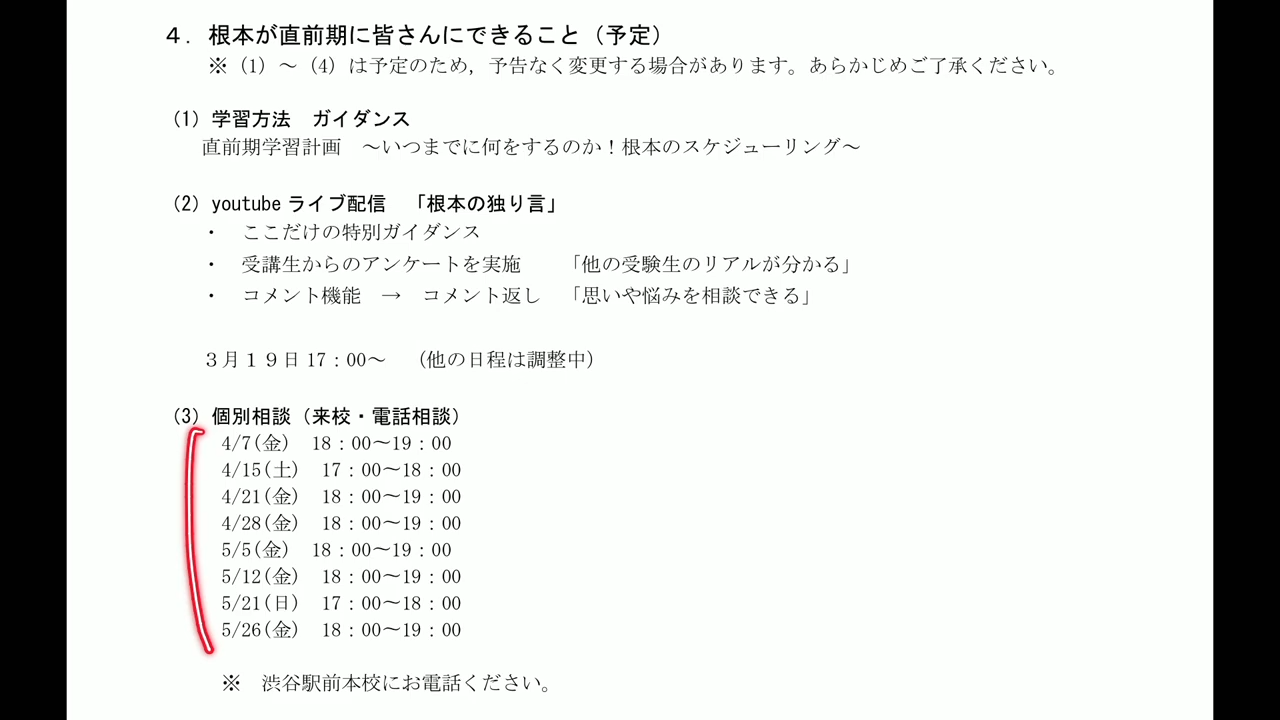 ４．根本が直前期に皆さんにできること（予定）
※（1）～（4）は予定のため，予告なく変更する場合があります。あらかじめご了承ください。
（1）学習方法　ガイダンス
直前期学習計画　～いつまでに何をするのか！根本のスケジューリング～
（2）youtube ライブ配信　「根本の独り言」
・　ここだけの特別ガイダンス
・　受講生からのアンケートを実施　　「他の受験生のリアルが分かる」
・　コメント機能　→　コメント返し　「思いや悩みを相談できる」
３月１９日 17：00～　（他の日程は調整中）
（3）個別相談（来校・電話相談）
4/7(金)　18：00～19：00
4/15(土)　17：00～18：00
4/21(金)　18：00～19：00
4/28(金)　18：00～19：00
5/5(金)　18：00～19：00
5/12(金)　18：00～19：00
5/21(日)　17：00～18：00
5/26(金)　18：00～19：00
※　渋谷駅前本校にお電話ください。